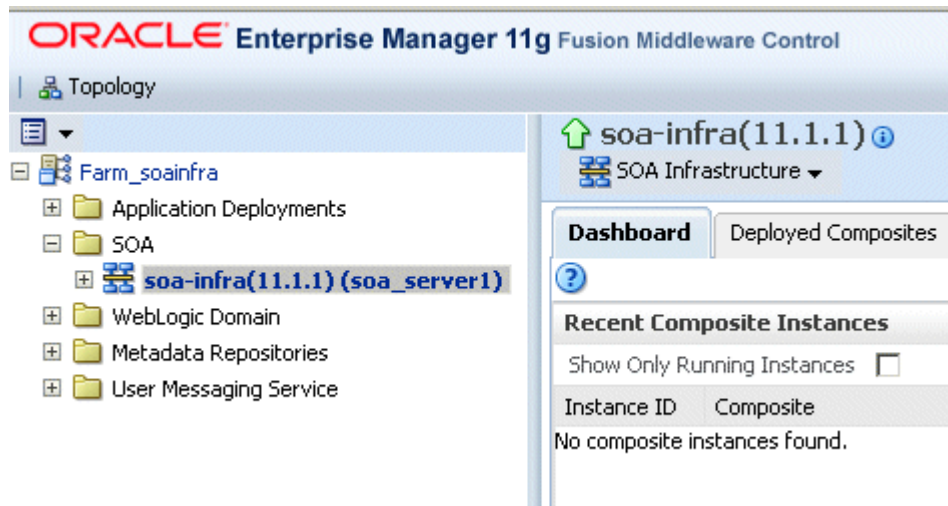 ORACLE Enterprise Manager 11g Fusion Middleware Control
Topology
Farm_soainfra
Application Deployments
SOA
soa-infra(11.1.1) (soa_server1)
WebLogic Domain
Metadata Repositories
User Messaging Service
soa-infra(11.1.1)
SOA Infrastructure
Dashboard Deployed Composites
Recent Composite Instances
Show Only Running Instances
Instance ID Composite
No composite instances found.